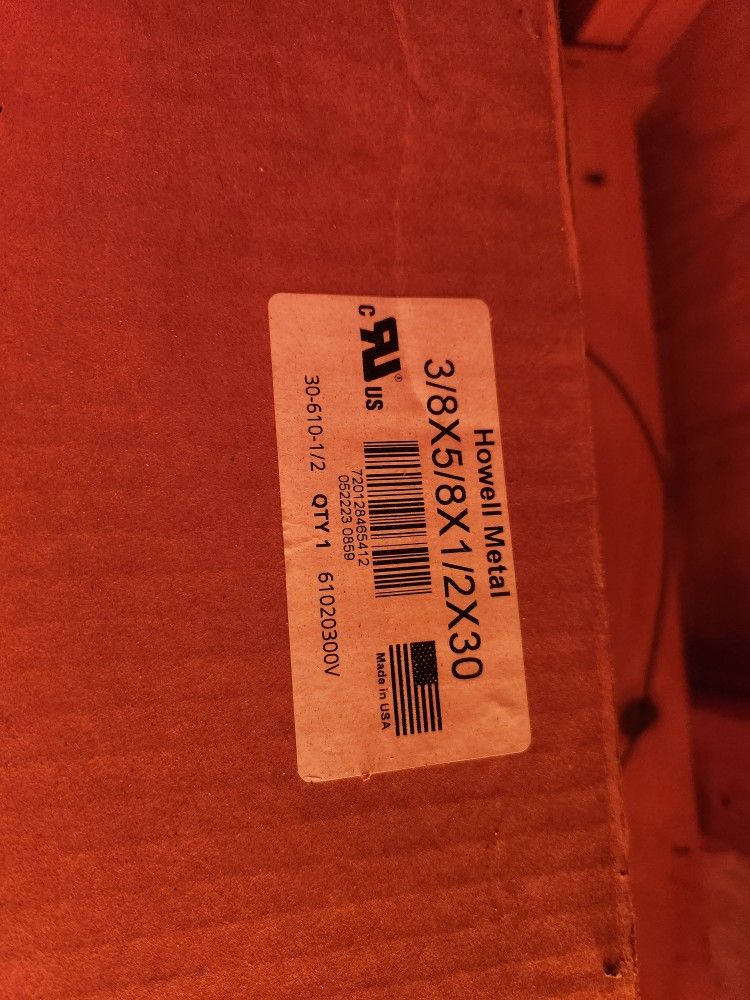 Howell Metal
3/8X5/8X1/2X30
c RU ® US
720128465412
052223 0859
Made in USA
30-610-1/2 QTY 1 61020300V